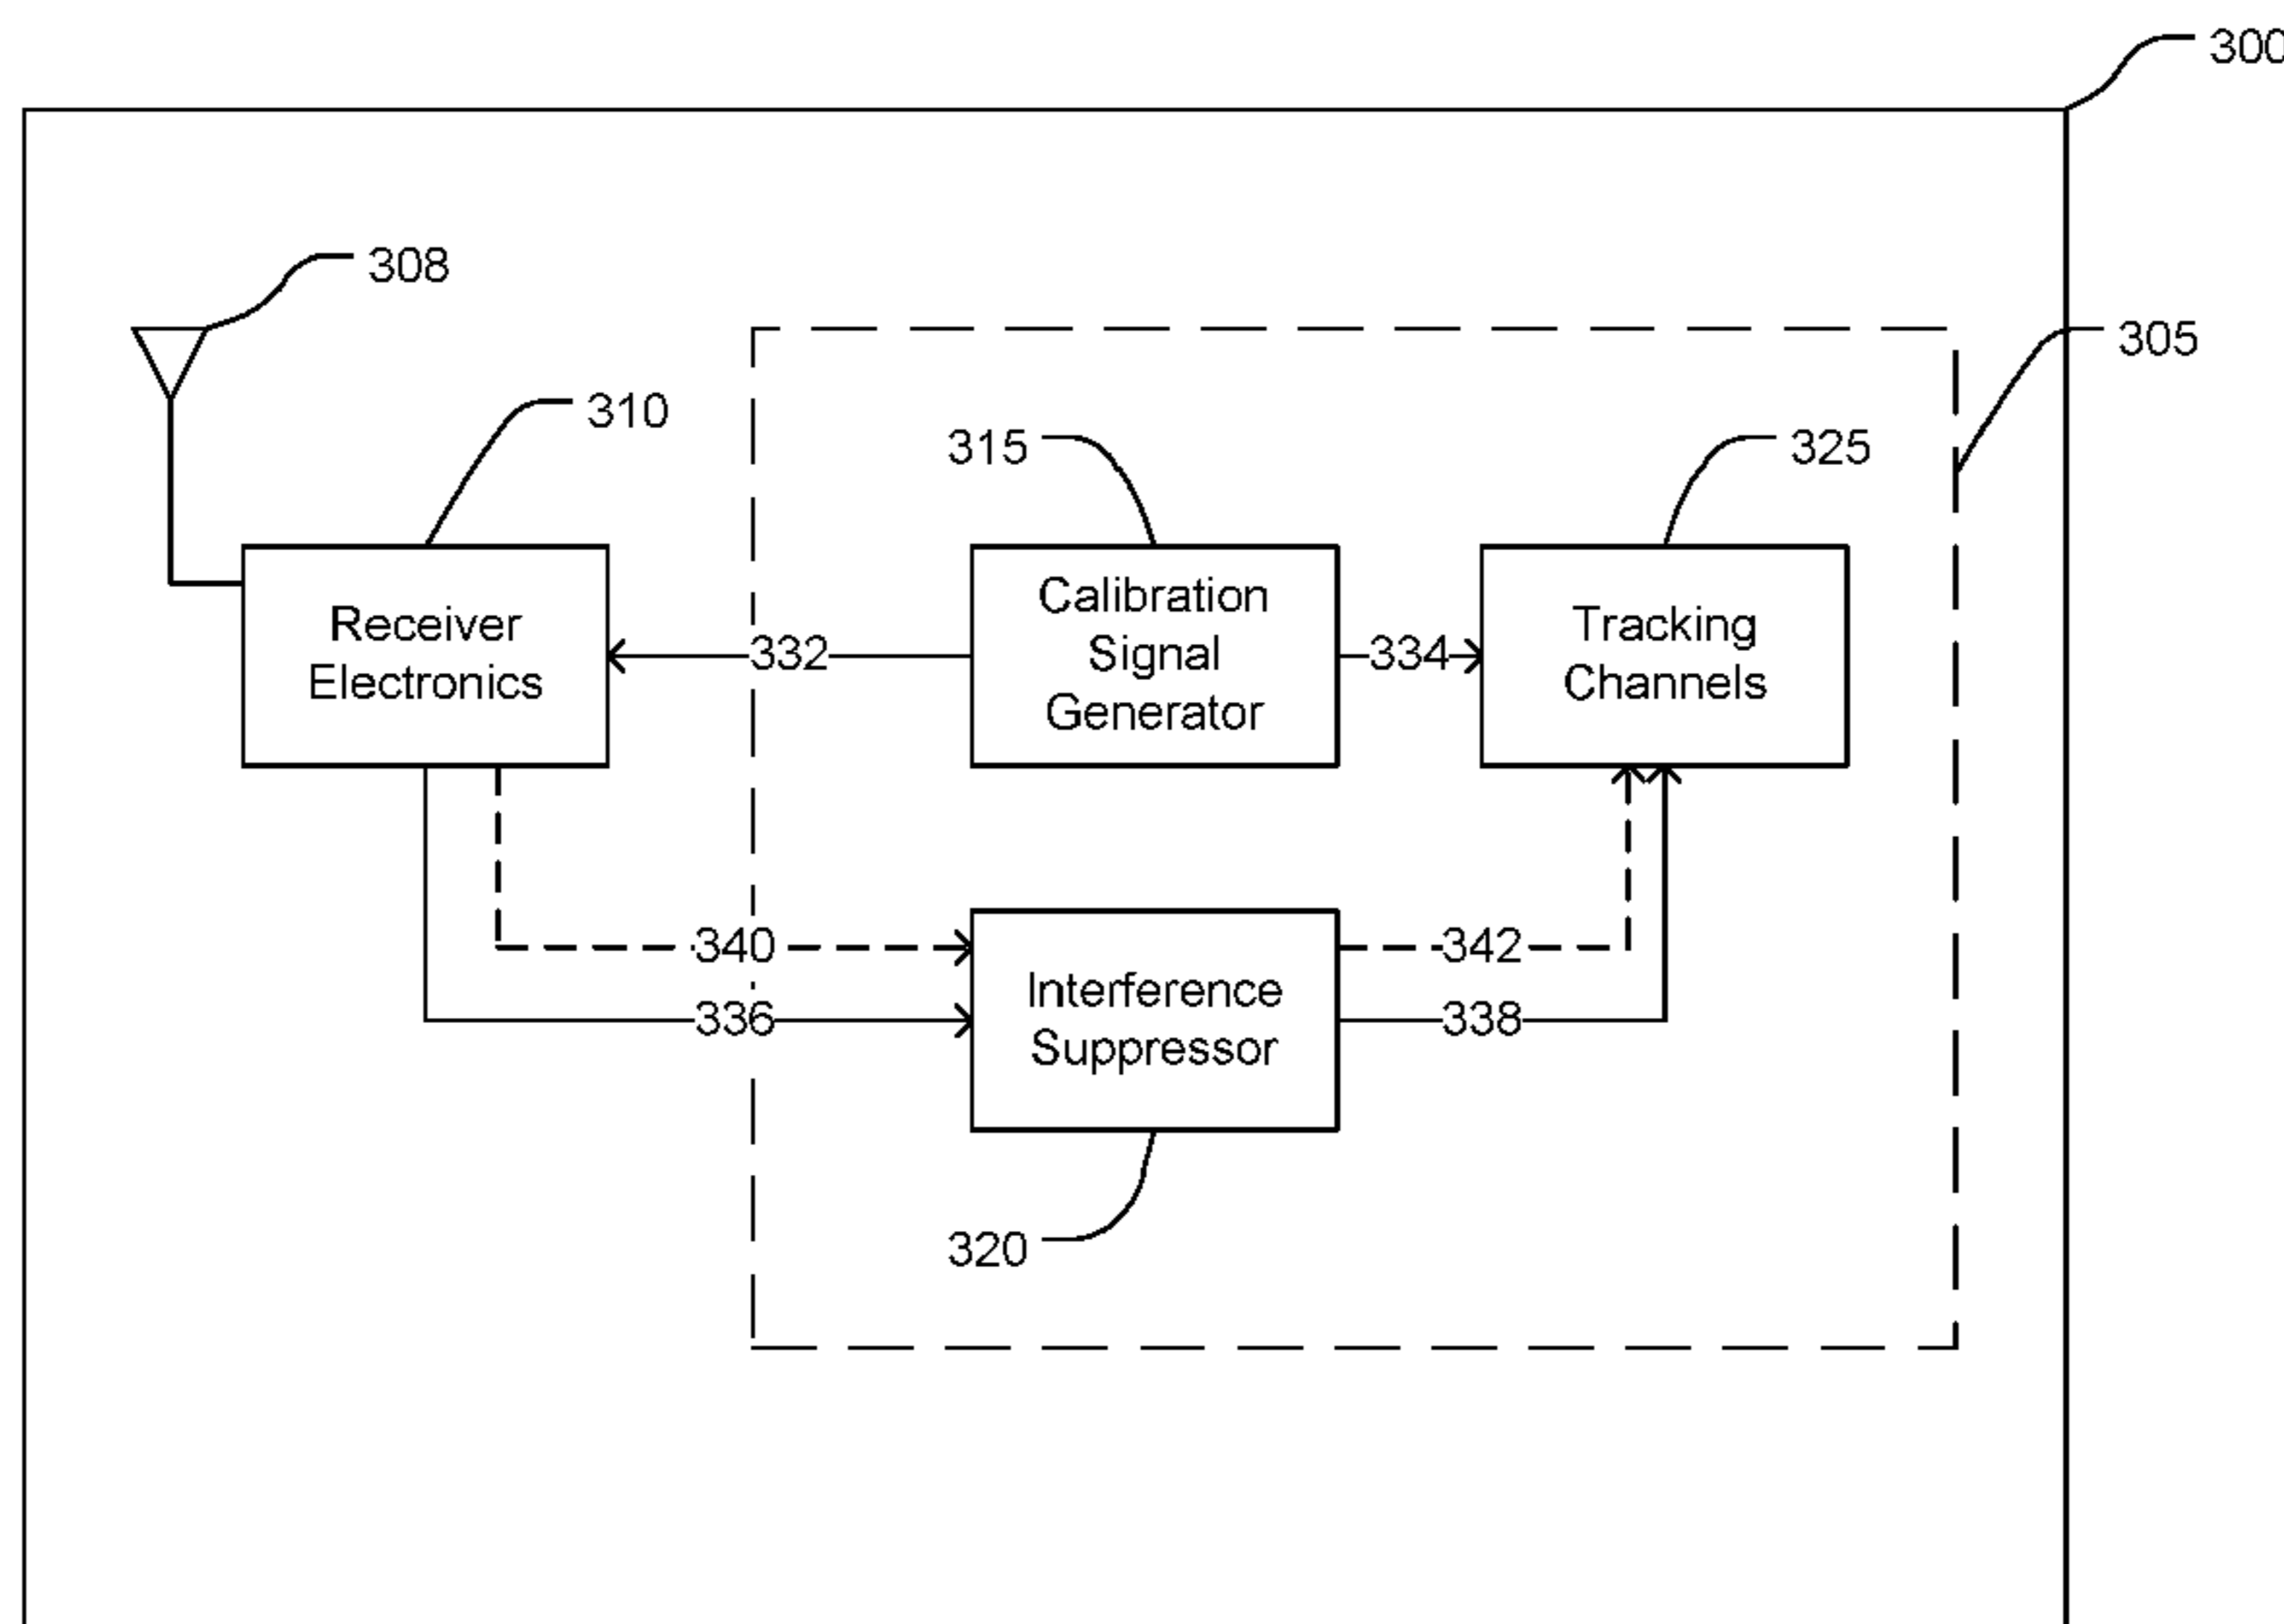 300
308
305
310
315
325
Receiver
Electronics
332
Calibration
Signal
Generator
334
Tracking
Channels
340
342
336
Interference
Suppressor
338
320